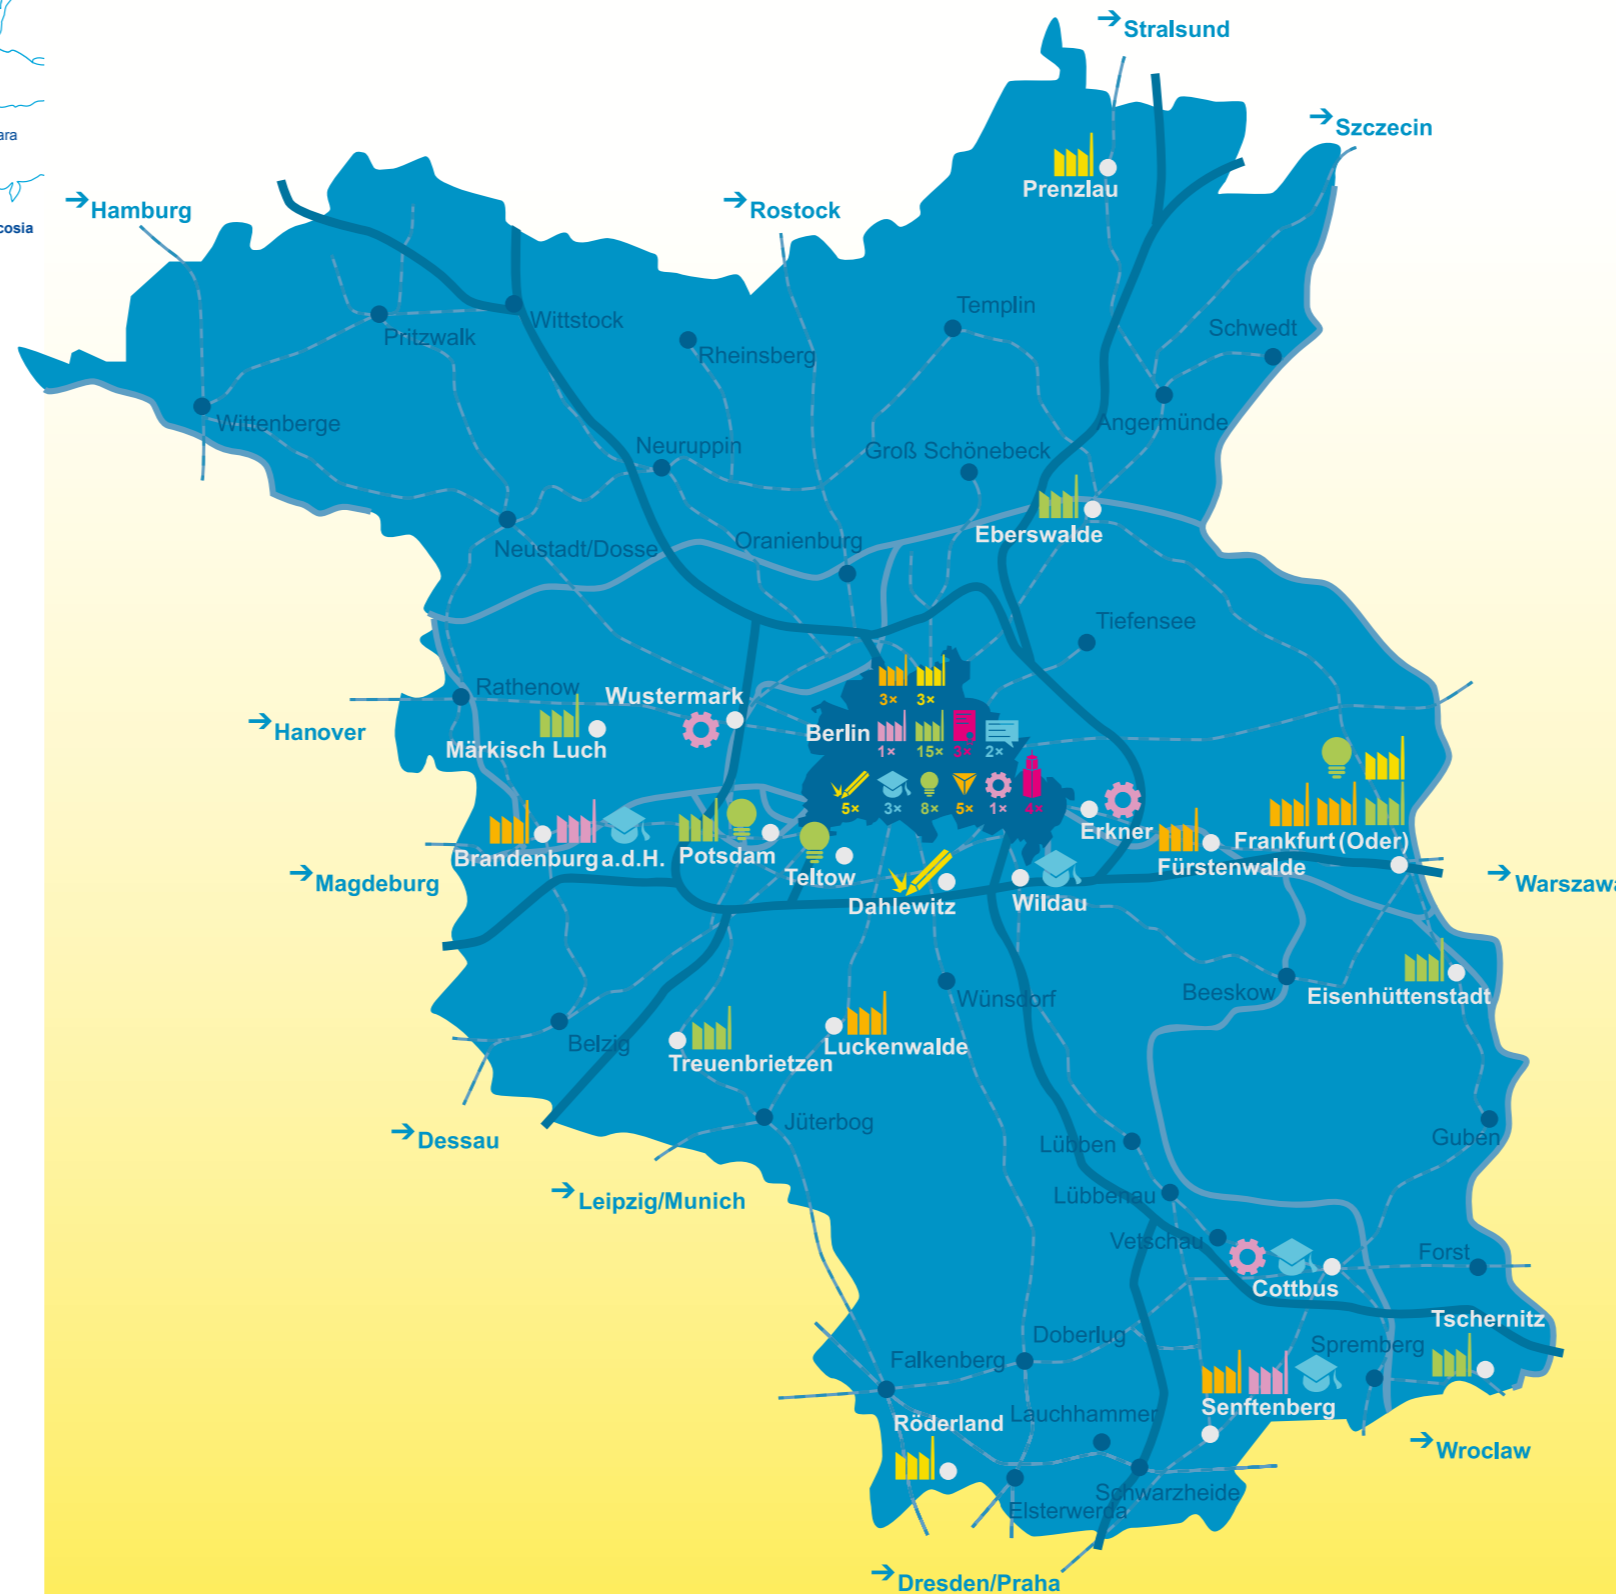 Stralsund
Szczecin
ara
Prenzlau
Hamburg
Rostock
cosia
Templin
Wittstock
Schwedt
Pritzwalk
Rheinsberg
Wittenberge
Angermünde
Neuruppin
Groß Schönebeck
Eberswalde
Oranienburg
Neustadt/Dosse
Tiefensee
Rathenow
Wustermark
3×
3×
Hanover
Berlin
Märkisch Luch
1×
15×
3×
2×
5×
3×
8×
5×
1×
4×
Erkner
Frankfurt (Oder)
Brandenburg a.d.H.
Potsdam
Fürstenwalde
Teltow
Magdeburg
Warszawa
Dahlewitz
Wildau
Beeskow
Eisenhüttenstadt
Wünsdorf
Belzig
Luckenwalde
Treuenbrietzen
Jüterbog
Dessau
Guben
Lübben
Leipzig/Munich
Lübbenau
Vetschau
Forst
Cottbus
Tschernitz
Doberlug
Spremberg
Falkenberg
Senftenberg
Röderland
Lauchhammer
Wroclaw
Schwarzheide
Elsterwerda
Dresden/Praha